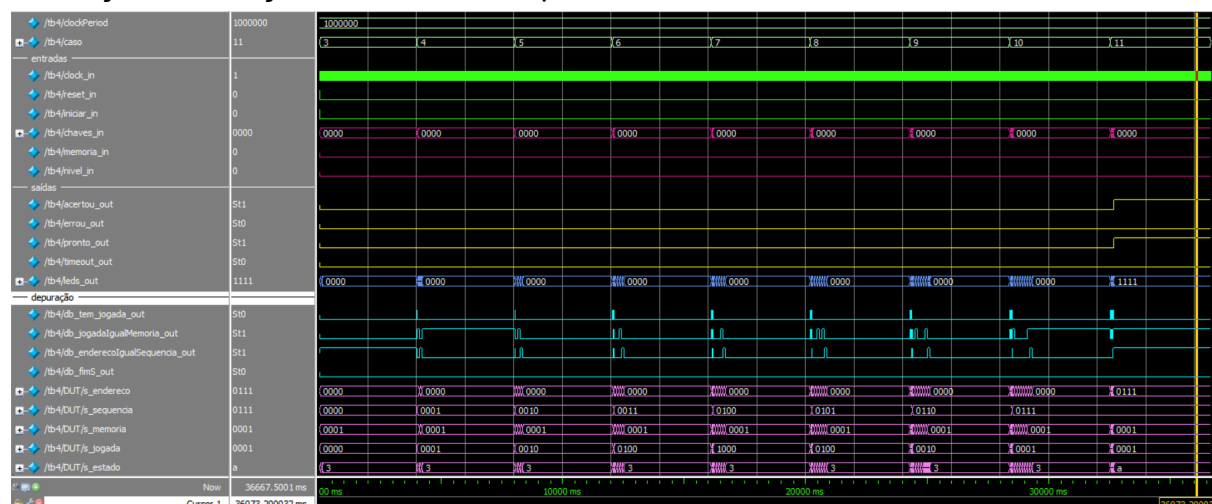 /tb4/clockPeriod 1000000 1000000
/tb4/caso 11 3 4 5 6 7 8 9 10 11
entradas
/tb4/clock_in 1
/tb4/reset_in 0
/tb4/iniciar_in 0
/tb4/chaves_in 0000 0000 0000 0000 0000 0000 0000 0000 0000 0000
/tb4/memoria_in 0
/tb4/nivel_in 0
saídas
/tb4/acertou_out St1
/tb4/errou_out St0
/tb4/pronto_out St1
/tb4/timeout_out St0
/tb4/leds_out 1111 0000 0000 0000 0000 0000 0000 0000 0000 1111
depuração
/tb4/db_tem_jogada_out St0
/tb4/db_jogadaIgualMemoria_out St1
/tb4/db_enderecoIgualSequencia_out St1
/tb4/db_fimS_out St0
/tb4/DUT/s_endereco 0111 0000 0000 0000 0000 0000 0000 0000 0000 0111
/tb4/DUT/s_sequencia 0111 0000 0001 0010 0011 0100 0101 0110 0111
/tb4/DUT/s_memoria 0001 0001 0001 0001 0001 0001 0001 0001 0001 0001
/tb4/DUT/s_jogada 0001 0000 0001 0010 0100 1000 0100 0010 0001 0001
/tb4/DUT/s_estado a 3 3 3 3 3 3 3 3 a
Now 36667.5001 ms 00 ms 10000 ms 20000 ms 30000 ms